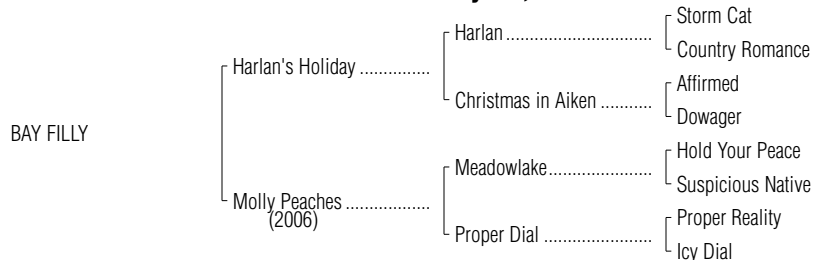 Storm Cat
Harlan ..............................
Country Romance
Harlan's Holiday ...............
Affirmed
Christmas in Aiken ...........
Dowager
BAY FILLY
Hold Your Peace
Meadowlake......................
Suspicious Native
Molly Peaches ..................
(2006)
Proper Reality
Proper Dial .......................
Icy Dial